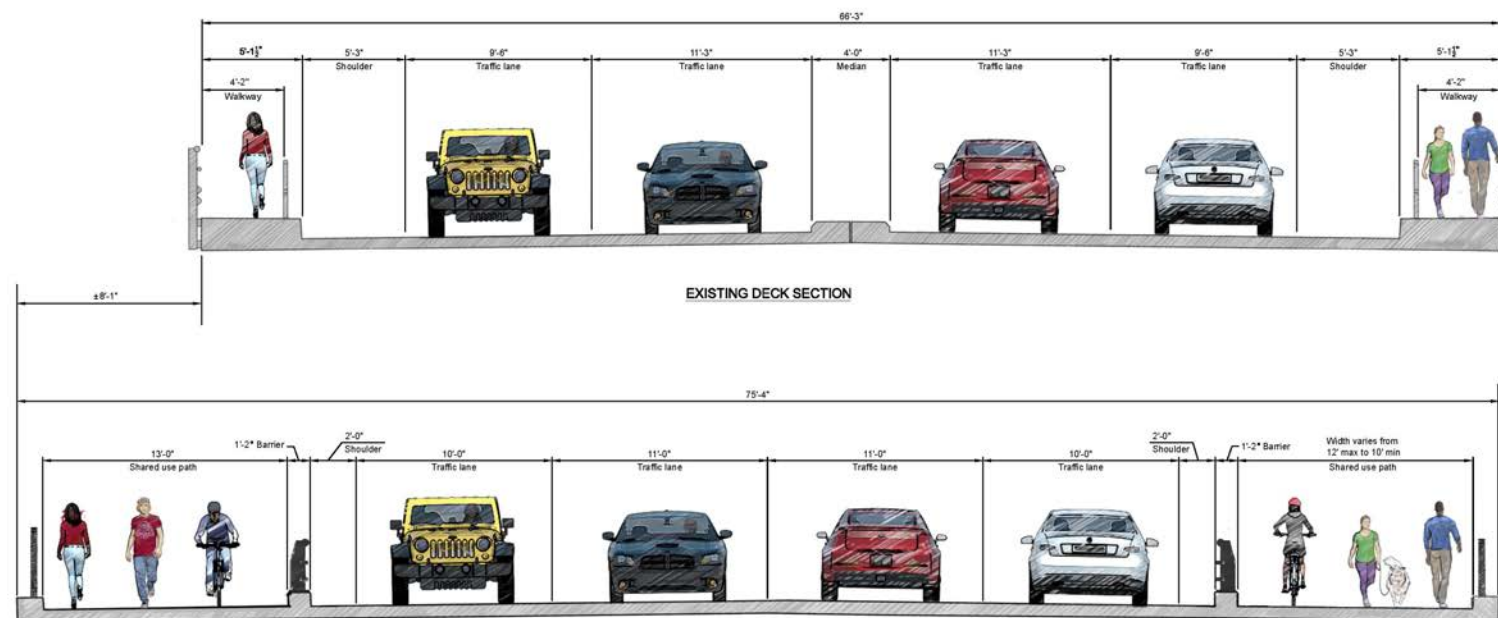 66'-3"
5'-1½" 5'-3" 9'-6" 11'-3" 4'-0" 11'-3" 9'-6" 5'-3" 5'-1½"
Shoulder Traffic lane Traffic lane Median Traffic lane Traffic lane Shoulder
4'-2" 4'-2"
Walkway Walkway
±8'-1"
EXISTING DECK SECTION
75'-4"
13'-0" 1'-2" Barrier 2'-0" 10'-0" 11'-0" 11'-0" 10'-0" 2'-0" 1'-2" Barrier Width varies from
Shared use path Shoulder Traffic lane Traffic lane Traffic lane Traffic lane Shoulder 12' max to 10' min
Shared use path